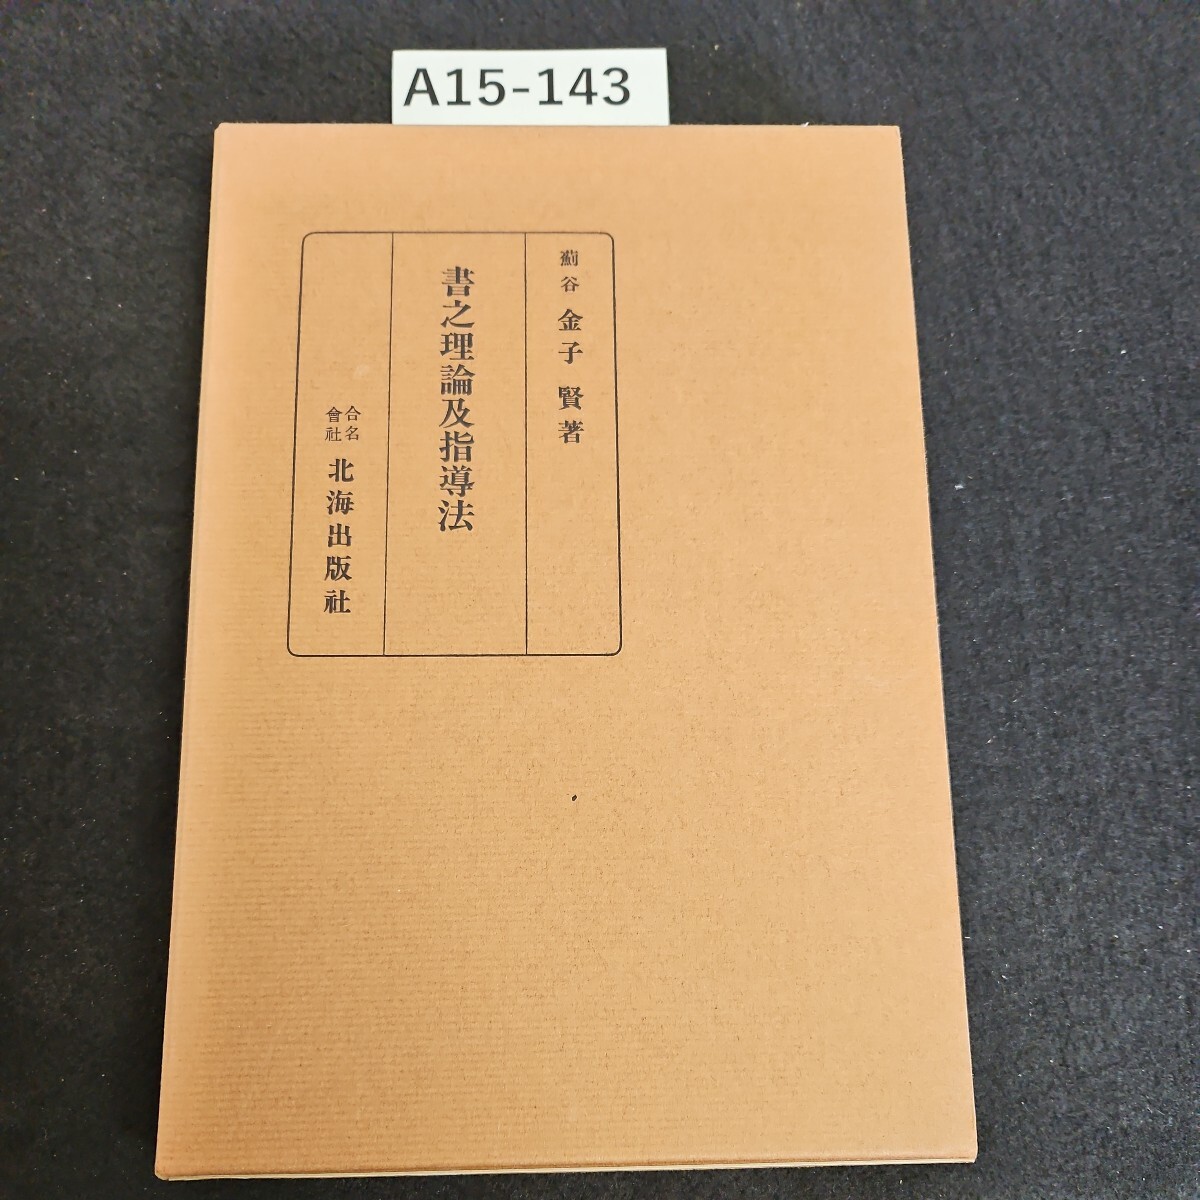 A15-143
薊谷 金子 賢著
書之理論及指導法
合名會社 北海出版社